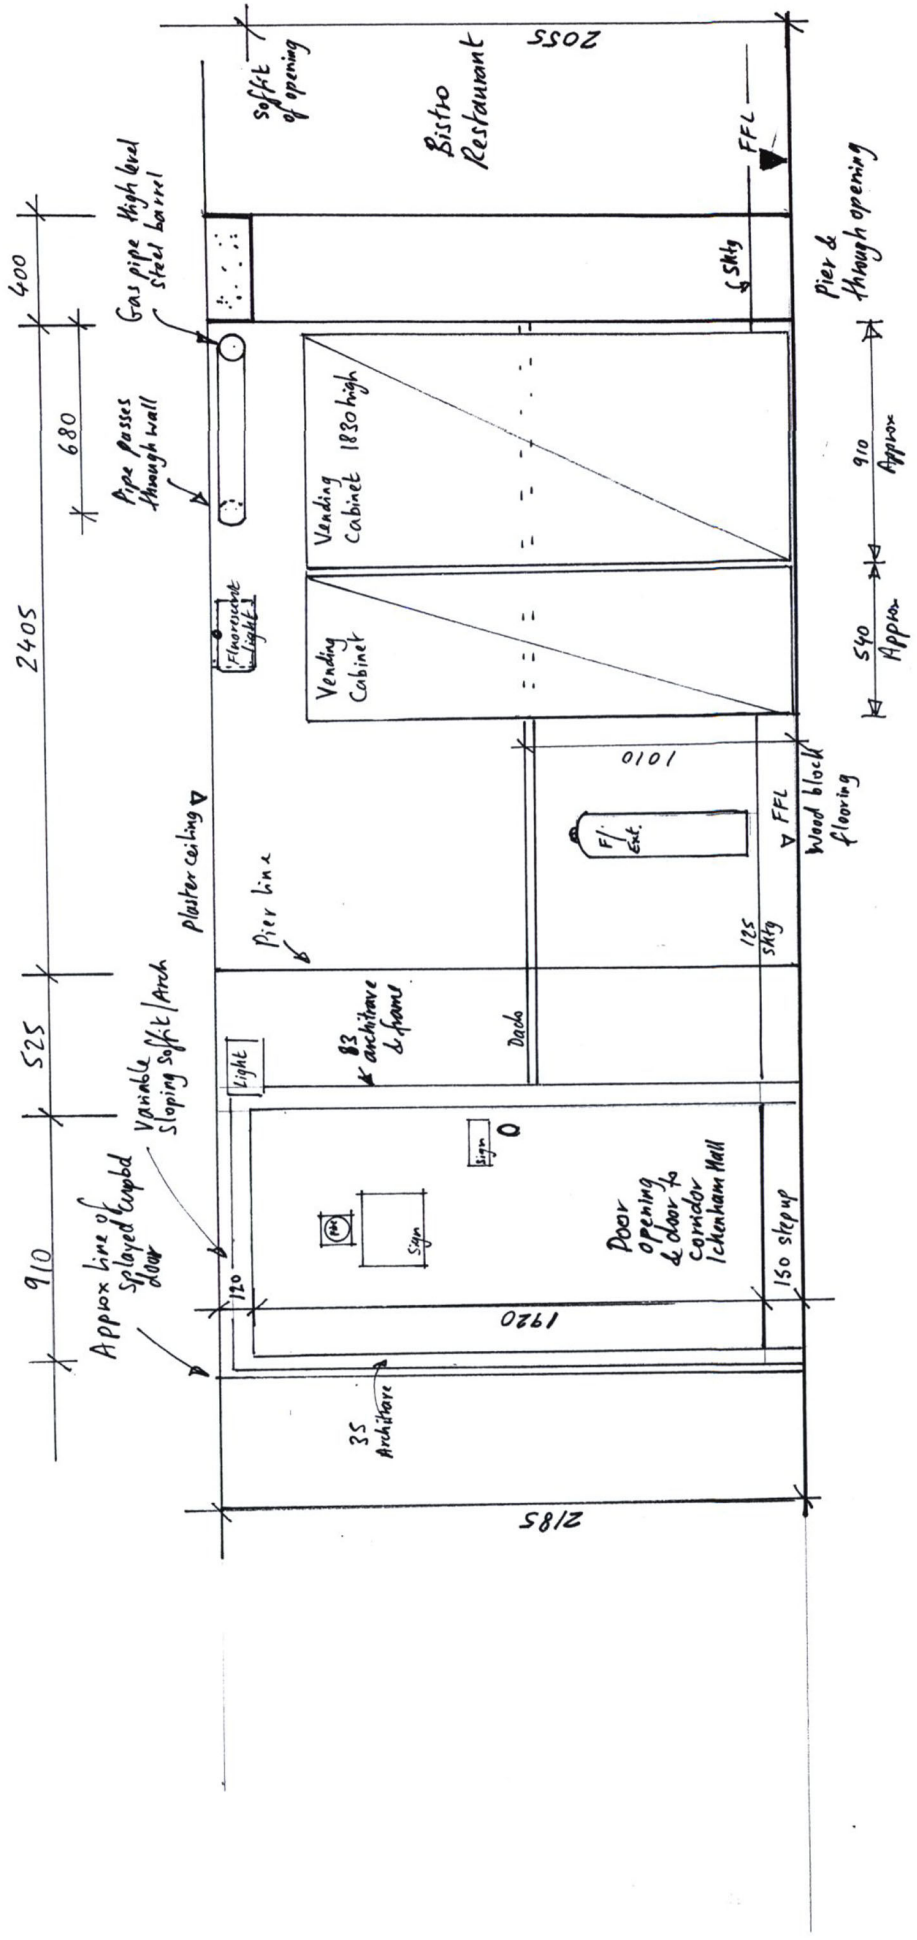 910
525
2405
400
680
Approx line of
splayed cupbd
door
Variable
Sloping Soffit/Arch
Plaster ceiling
Pipe passes
through wall
Gas pipe high level
steel barrel
Soffit
of opening
Light
Fluorescent
light
Pier line
83
architrave
& frame
35
Architrave
120
1920
2185
Sign
Sign
Door
opening
& door to
corridor
Ickenham Hall
150 step up
Dado
F/
Ext.
1010
125
skty
FFL
Wood block
flooring
Vending
Cabinet
Vending
Cabinet 1830 high
Bistro
Restaurant
2055
Skty
FFL
540
Approx
910
Approx
Pier &
through opening